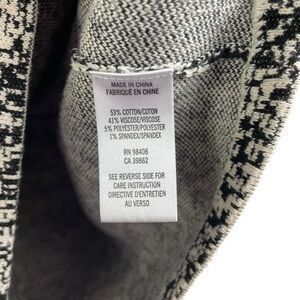 MADE IN CHINA
FABRIQUÉ EN CHINE
53% COTTON/COTON
41% VISCOSE/VISCOSE
5% POLYESTER/POLYESTER
1% SPANDEX/SPANDEX
RN 98406
CA 39862
SEE REVERSE SIDE FOR
CARE INSTRUCTION
DIRECTIVE D'ENTRETIEN
AU VERSO